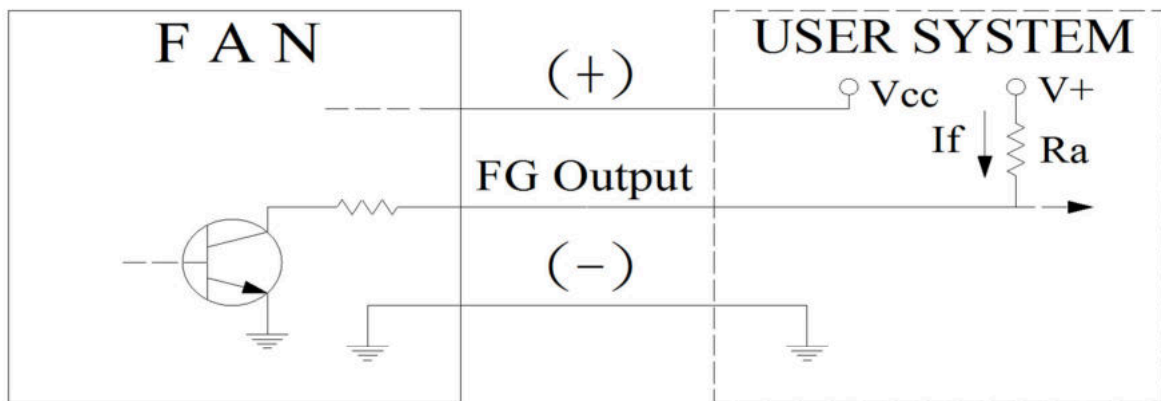 F A N
USER SYSTEM
(+)
Vcc
V+
If
Ra
FG Output
(-)